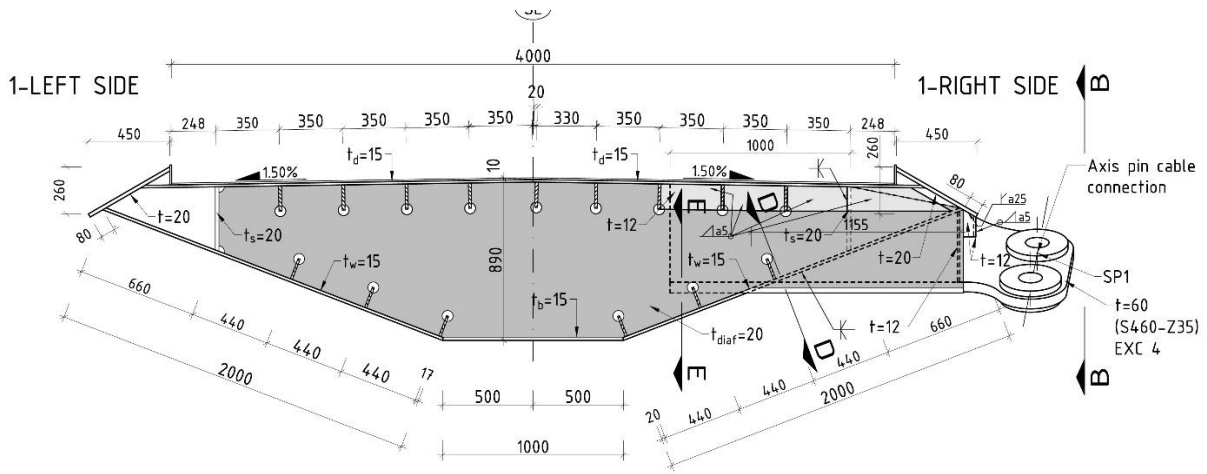 4000
1-LEFT SIDE
1-RIGHT SIDE
B
20
450
248
350
350
350
350
350
330
350
350
350
350
248
450
1000
260
1.50%
t_d=15
10
t_d=15
1.50%
260
Axis pin cable
connection
80
a25
a5
t=20
80
t_s=20
t=12
E
D
a5
t_s=20
1155
t=20
t=12
SP1
890
t_w=15
t_w=15
t=60
(S460-Z35)
EXC 4
660
t_b=15
t_diaf=20
t=12
660
440
440
440
440
17
D
E
B
2000
500
500
20
440
440
2000
1000